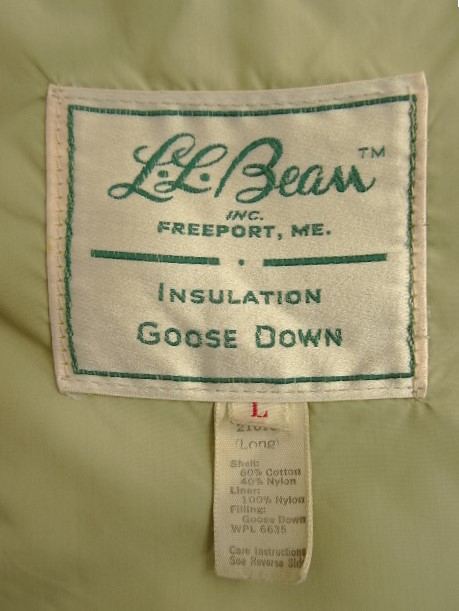 L.L.Bean™
INC.
FREEPORT, ME.
INSULATION
GOOSE DOWN
L
(Long)
Shell:
60% Cotton
40% Nylon
Liner:
100% Nylon
Filling:
Goose Down
WPL 6635
Care Instructions
See Reverse Side